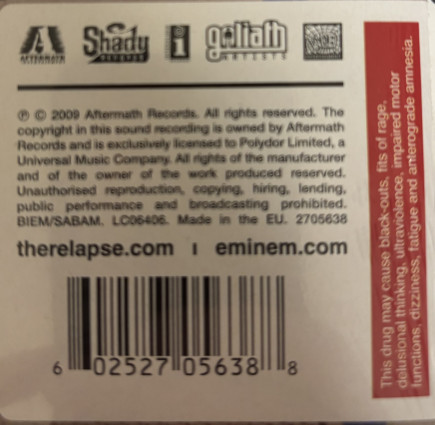 AFTERMATH
Shady
RECORDS
i
goliath
ARTISTS
℗ © 2009 Aftermath Records. All rights reserved. The
copyright in this sound recording is owned by Aftermath
Records and is exclusively licensed to Polydor Limited, a
Universal Music Company. All rights of the manufacturer
and of the owner of the work produced reserved.
Unauthorised reproduction, copying, hiring, lending,
public performance and broadcasting prohibited.
BIEM/SABAM. LC06406. Made in the EU. 2705638
therelapse.com | eminem.com
6 02527 05638 8
This drug may cause black-outs, fits of rage,
delusional thinking, ultraviolence, impaired motor
functions, dizziness, fatigue and anterograde amnesia.